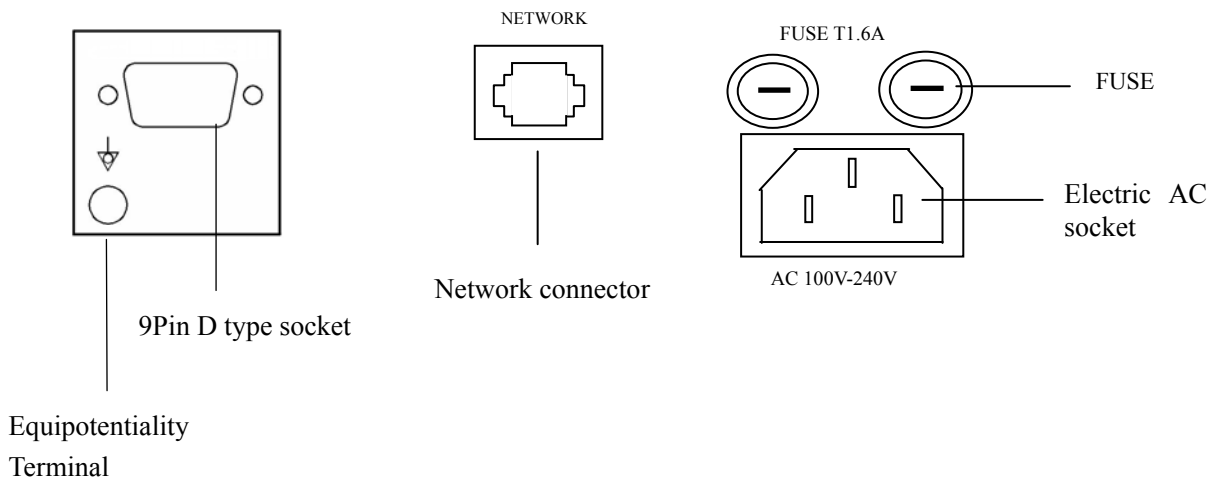 NETWORK
FUSE T1.6A
FUSE
Electric AC
socket
AC 100V-240V
Network connector
9Pin D type socket
Equipotentiality
Terminal